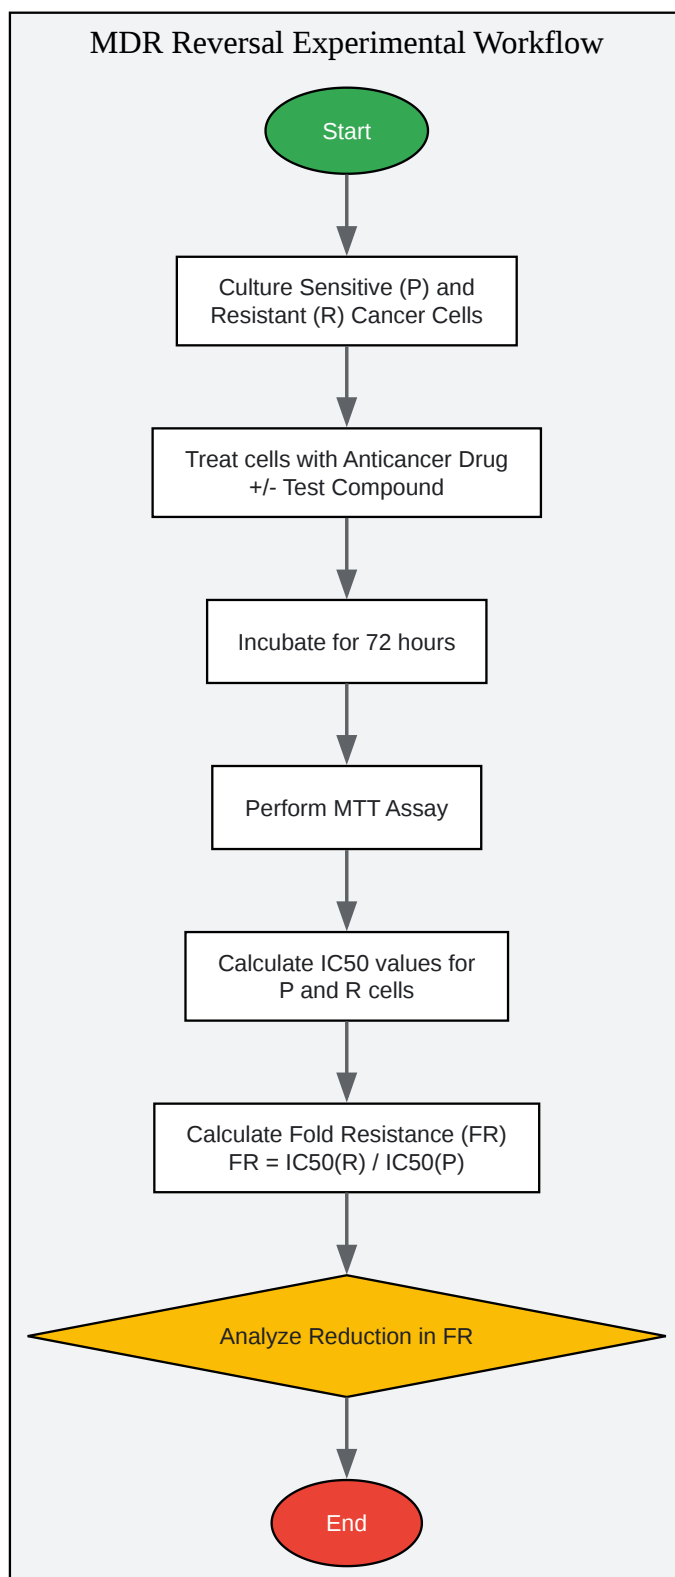 MDR Reversal Experimental Workflow
Start
Culture Sensitive (P) and
Resistant (R) Cancer Cells
Treat cells with Anticancer Drug
+/- Test Compound
Incubate for 72 hours
Perform MTT Assay
Calculate IC50 values for
P and R cells
Calculate Fold Resistance (FR)
FR = IC50(R) / IC50(P)
Analyze Reduction in FR
End